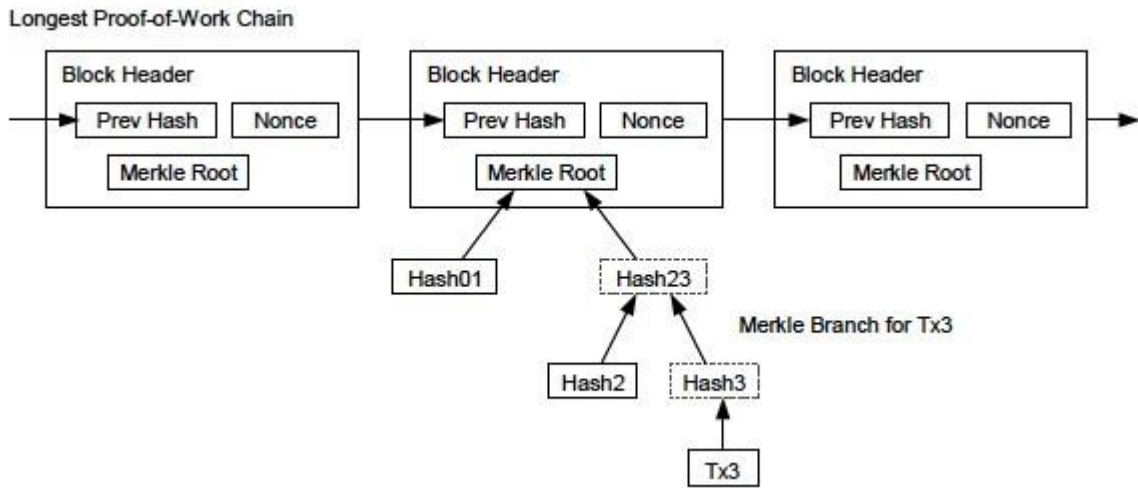 Longest Proof-of-Work Chain
Block Header
Prev Hash
Nonce
Merkle Root
Block Header
Prev Hash
Nonce
Merkle Root
Block Header
Prev Hash
Nonce
Merkle Root
Hash01
Hash23
Merkle Branch for Tx3
Hash2
Hash3
Tx3